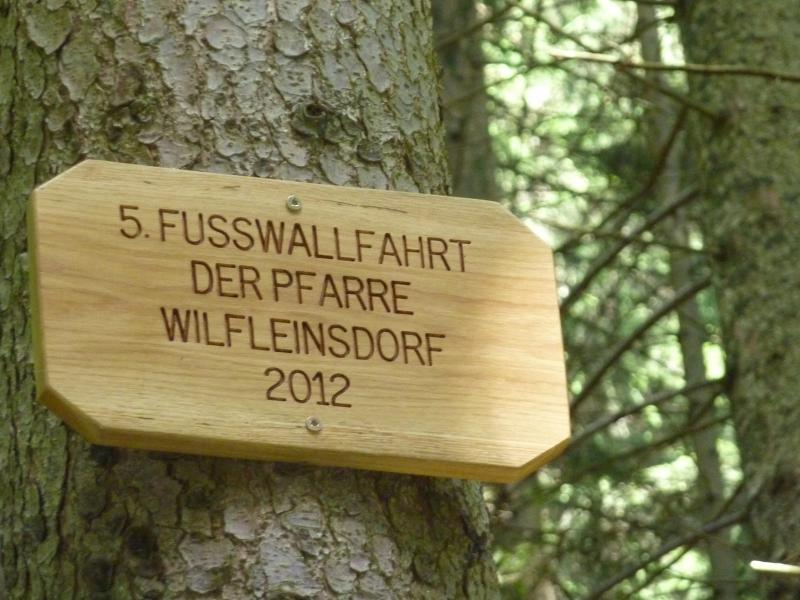 5. FUSSWALLFAHRT
DER PFARRE
WILFLEINSDORF
2012